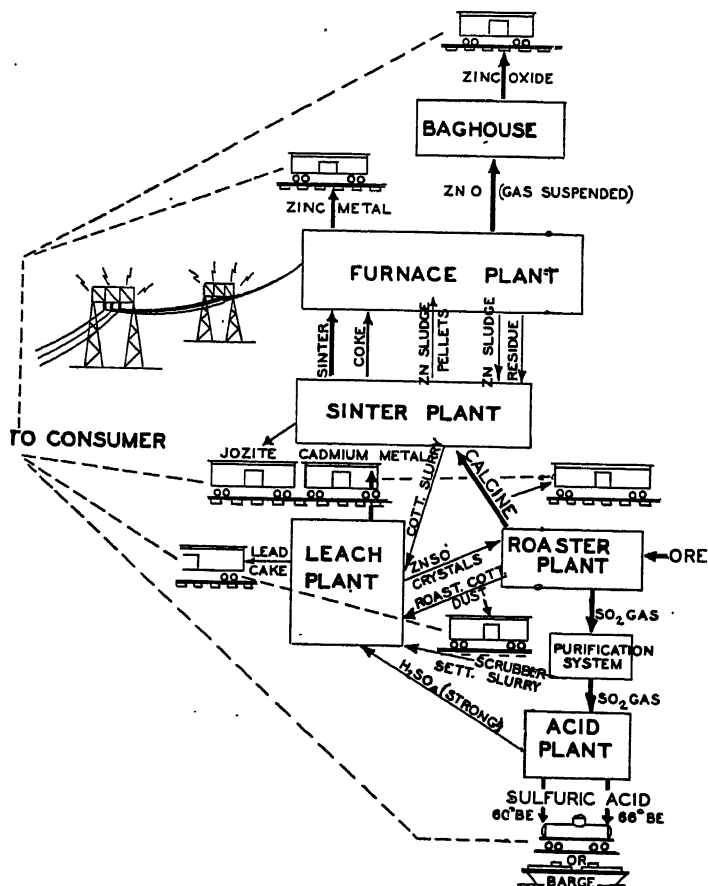 ZINC OXIDE
BAGHOUSE
ZN O (GAS SUSPENDED)
ZINC METAL
FURNACE PLANT
SINTER
COKE
ZN SLUDGE
PELLETS
ZN SLUDGE
RESIDUE
SINTER PLANT
TO CONSUMER
JOZITE
CADMIUM METAL
COTT. SLURRY
CALCINE
LEACH
PLANT
LEAD
CAKE
ZNSO
CRYSTALS
ROASTER
PLANT
ORE
ROAST. COTT.
DUST
SO₂ GAS
PURIFICATION
SYSTEM
SCRUBBER
SETT. SLURRY
SO₂ GAS
H₂SO₄ (STRONG)
ACID
PLANT
SULFURIC ACID
60°BE
66°BE
OR
BARGE